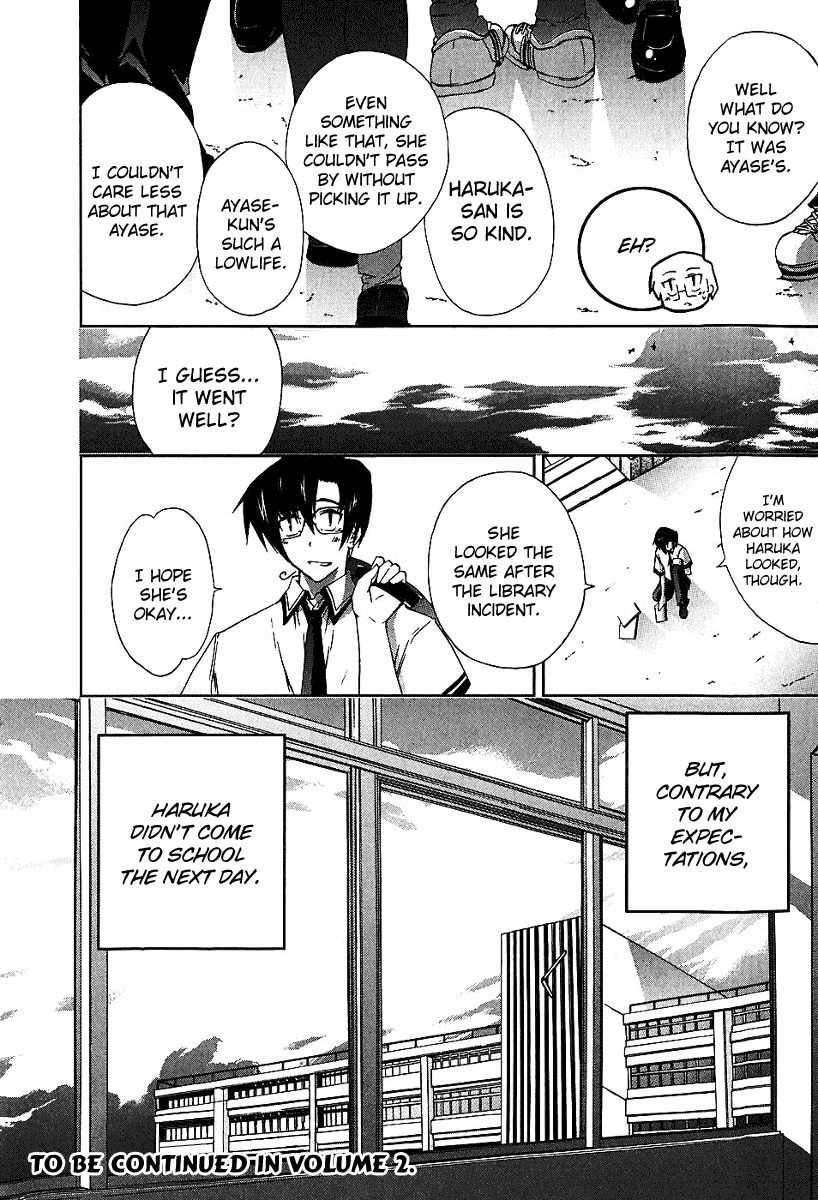 WELL
WHAT DO
YOU KNOW?
IT WAS
AYASE'S.
EH?
HARUKA-
SAN IS
SO KIND.
EVEN
SOMETHING
LIKE THAT, SHE
COULDN'T PASS
BY WITHOUT
PICKING IT UP.
AYASE-
KUN'S
SUCH A
LOWLIFE.
I COULDN'T
CARE LESS
ABOUT THAT
AYASE.
I GUESS...
IT WENT
WELL?
I'M
WORRIED
ABOUT HOW
HARUKA
LOOKED,
THOUGH.
SHE
LOOKED THE
SAME AFTER
THE LIBRARY
INCIDENT.
I HOPE
SHE'S
OKAY...
BUT,
CONTRARY
TO MY
EXPEC-
TATIONS,
HARUKA
DIDN'T COME
TO SCHOOL
THE NEXT DAY.
TO BE CONTINUED IN VOLUME 2.